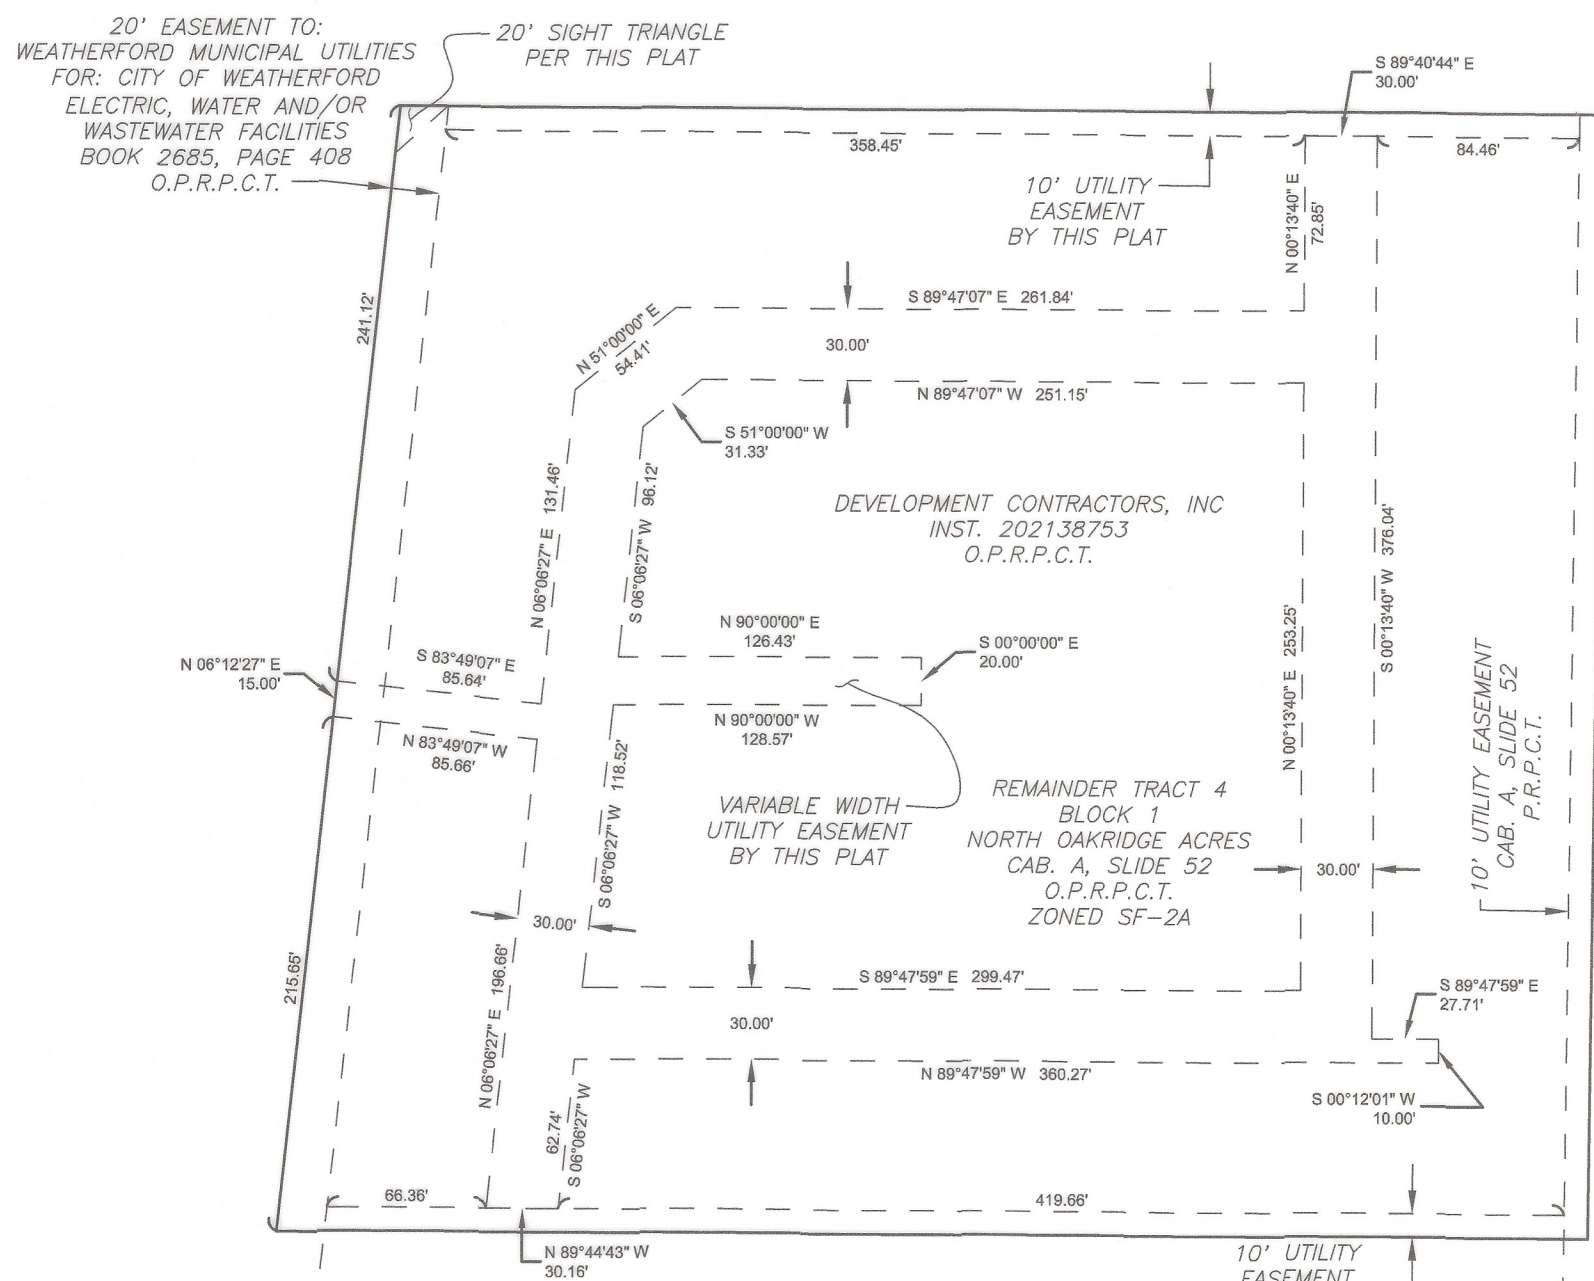 20' EASEMENT TO:
WEATHERFORD MUNICIPAL UTILITIES
FOR: CITY OF WEATHERFORD
ELECTRIC, WATER AND/OR
WASTEWATER FACILITIES
BOOK 2685, PAGE 408
O.P.R.P.C.T.
20' SIGHT TRIANGLE
PER THIS PLAT
S 89°40'44" E
30.00'
358.45'
84.46'
10' UTILITY
EASEMENT
BY THIS PLAT
N 00°13'40" E
72.85'
241.12'
S 89°47'07" E 261.84'
N 51°00'00" E
54.41'
30.00'
N 89°47'07" W 251.15'
S 51°00'00" W
31.33'
N 06°06'27" E 131.46'
S 06°06'27" W 96.12'
DEVELOPMENT CONTRACTORS, INC
INST. 202138753
O.P.R.P.C.T.
S 00°13'40" W 376.04'
N 00°13'40" E 253.25'
N 90°00'00" E
126.43'
S 00°00'00" E
20.00'
N 06°12'27" E
15.00'
S 83°49'07" E
85.64'
N 83°49'07" W
85.66'
N 90°00'00" W
128.57'
S 06°06'27" W 118.52'
VARIABLE WIDTH
UTILITY EASEMENT
BY THIS PLAT
REMAINDER TRACT 4
BLOCK 1
NORTH OAKRIDGE ACRES
CAB. A, SLIDE 52
O.P.R.P.C.T.
ZONED SF-2A
30.00'
10' UTILITY EASEMENT
CAB. A, SLIDE 52
P.R.P.C.T.
30.00'
215.65'
N 06°06'27" E 196.66'
S 89°47'59" E 299.47'
S 89°47'59" E
27.71'
30.00'
N 89°47'59" W 360.27'
S 00°12'01" W
10.00'
62.74'
S 06°06'27" W
66.36'
419.66'
N 89°44'43" W
30.16'
10' UTILITY
EASEMENT